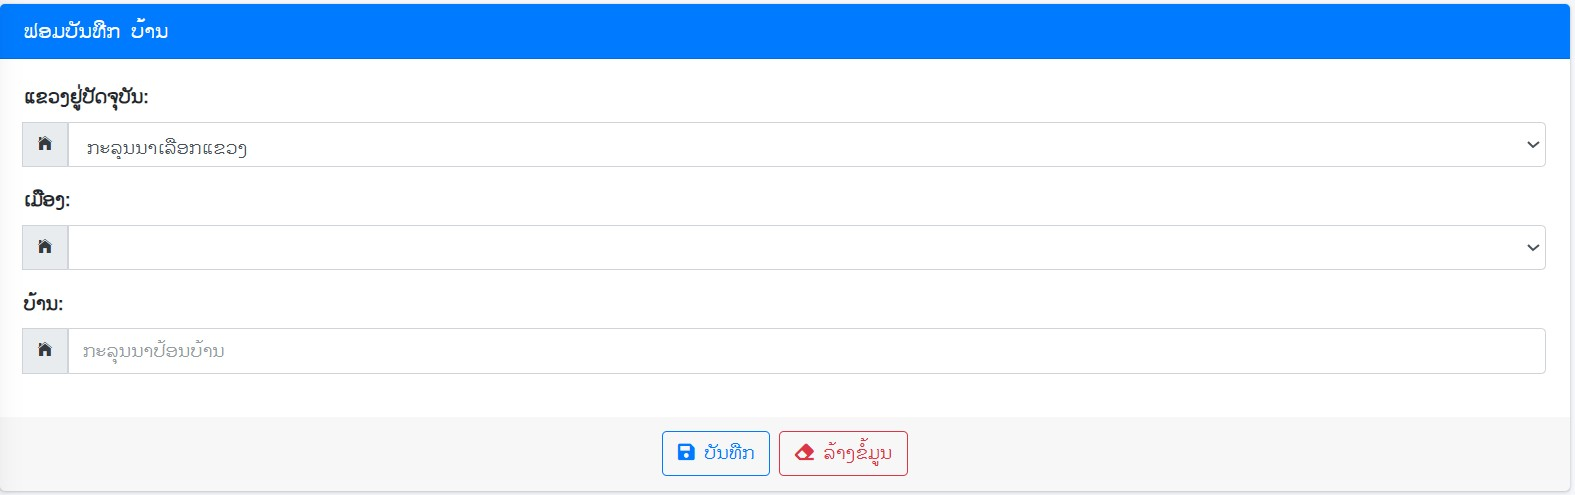 ຟອມບັນທຶກ ບ້ານ
ແຂວງຢູ່ປັດຈຸບັນ:
ກະລຸນນາເລືອກແຂວງ
ເມືອງ:
ບ້ານ:
ກະລຸນນາປ້ອນບ້ານ
ບັນທຶກ ລ້າງຂໍ້ມູນ